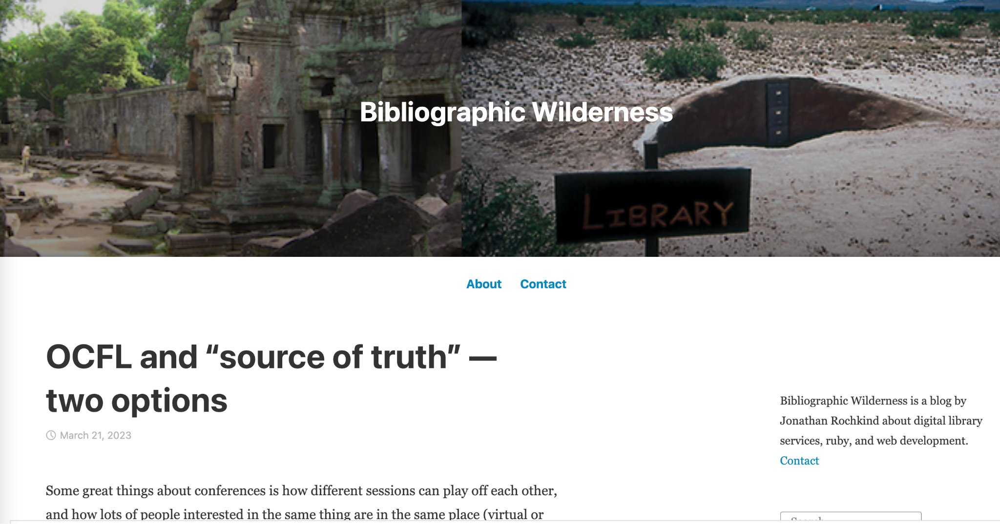 Bibliographic Wilderness
LIBRARY
About Contact
OCFL and “source of truth” —
two options
March 21, 2023
Some great things about conferences is how different sessions can play off each other,
and how lots of people interested in the same thing are in the same place (virtual or
Bibliographic Wilderness is a blog by
Jonathan Rochkind about digital library
services, ruby, and web development.
Contact
Search